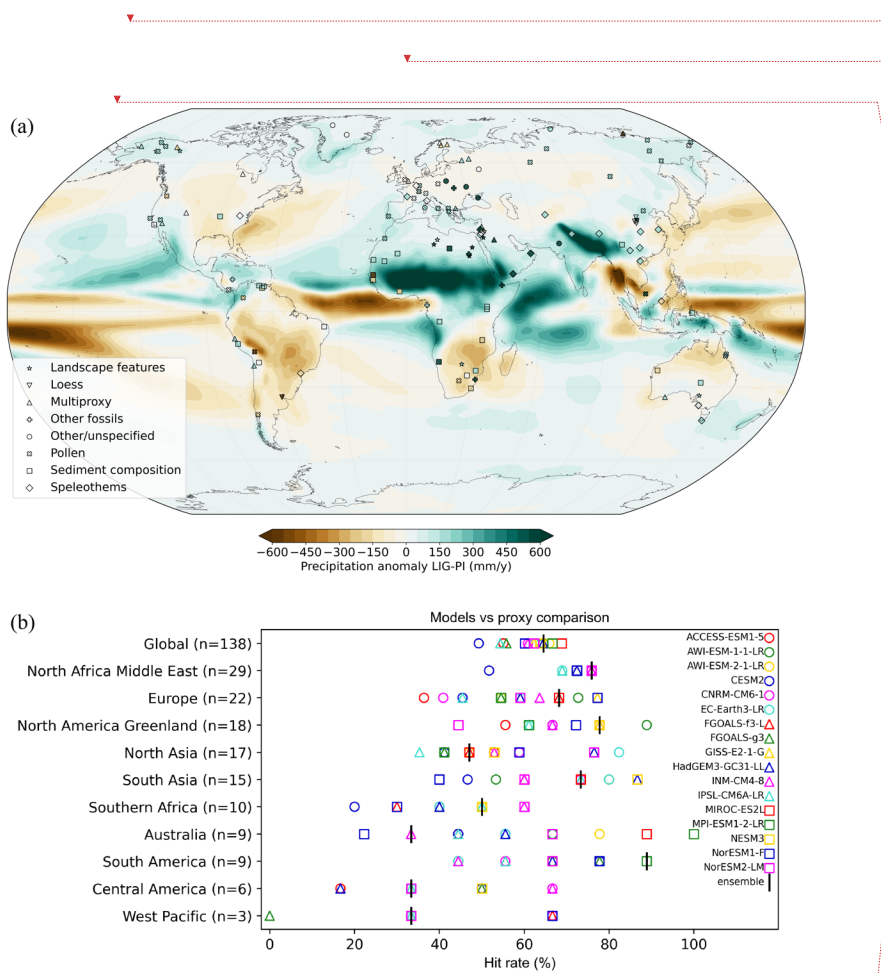 (a)
Landscape features
Loess
Multiproxy
Other fossils
Other/unspecified
Pollen
Sediment composition
Speleothems
−600 −450 −300 −150 0 150 300 450 600
Precipitation anomaly LIG-PI (mm/y)
(b)
Models vs proxy comparison
Global (n=138)
North Africa Middle East (n=29)
Europe (n=22)
North America Greenland (n=18)
North Asia (n=17)
South Asia (n=15)
Southern Africa (n=10)
Australia (n=9)
South America (n=9)
Central America (n=6)
West Pacific (n=3)
ACCESS-ESM1-5
AWI-ESM-1-1-LR
AWI-ESM-2-1-LR
CESM2
CNRM-CM6-1
EC-Earth3-LR
FGOALS-f3-L
FGOALS-g3
GISS-E2-1-G
HadGEM3-GC31-LL
INM-CM4-8
IPSL-CM6A-LR
MIROC-ES2L
MPI-ESM1-2-LR
NESM3
NorESM1-F
NorESM2-LM
ensemble
0 20 40 60 80 100
Hit rate (%)